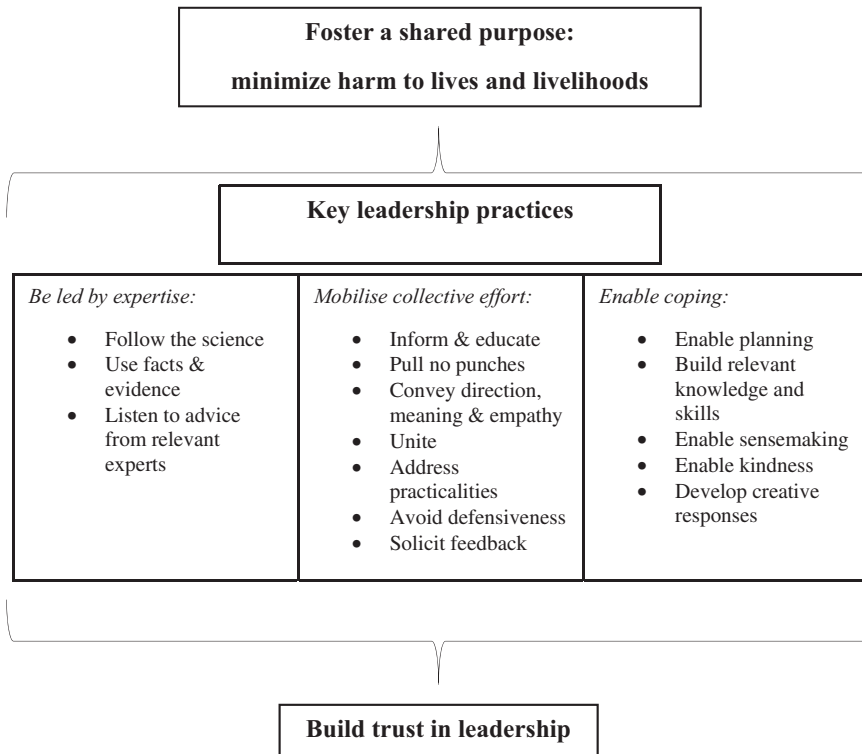 Foster a shared purpose:
minimize harm to lives and livelihoods
Key leadership practices
Be led by expertise:
• Follow the science
• Use facts &
evidence
• Listen to advice
from relevant
experts
Mobilise collective effort:
• Inform & educate
• Pull no punches
• Convey direction,
meaning & empathy
• Unite
• Address
practicalities
• Avoid defensiveness
• Solicit feedback
Enable coping:
• Enable planning
• Build relevant
knowledge and
skills
• Enable sensemaking
• Enable kindness
• Develop creative
responses
Build trust in leadership